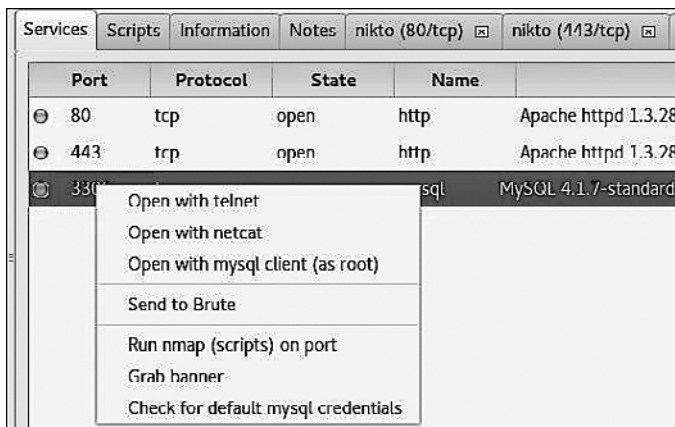 Services Scripts Information Notes nikto (80/tcp) nikto (443/tcp)
Port Protocol State Name
80 tcp open http Apache httpd 1.3.28
443 tcp open http Apache httpd 1.3.28
MySQL 4.1.7-standard
Open with telnet
Open with netcat
Open with mysql client (as root)
Send to Brute
Run nmap (scripts) on port
Grab banner
Check for default mysql credentials